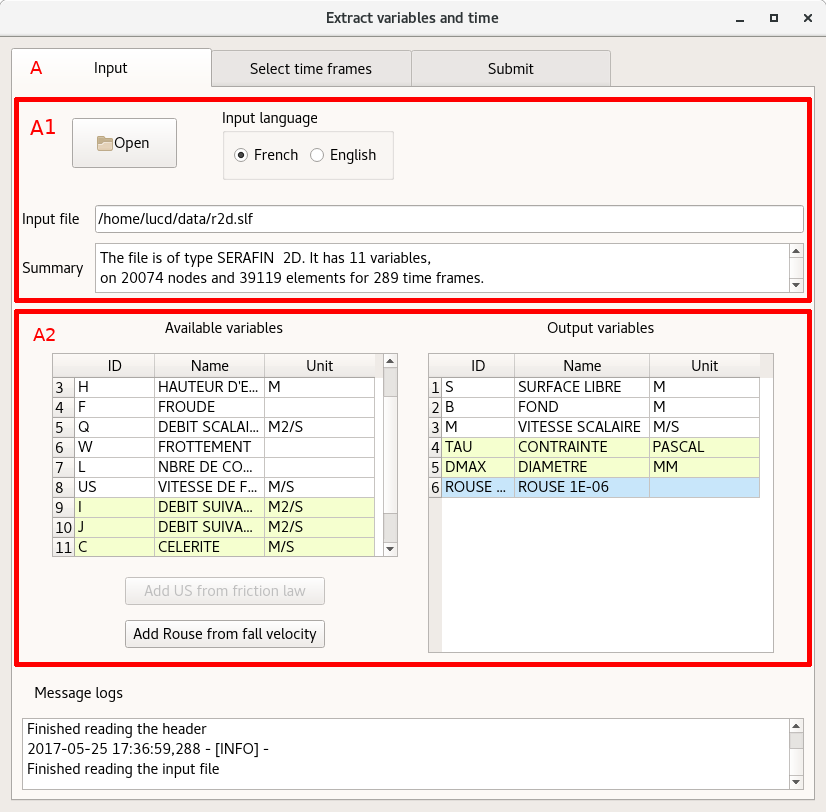 Extract variables and time
A Input Select time frames Submit
A1 Open Input language
French English
Input file /home/lucd/data/r2d.slf
Summary The file is of type SERAFIN 2D. It has 11 variables,
on 20074 nodes and 39119 elements for 289 time frames.
A2 Available variables
ID Name Unit
3 H HAUTEUR D'E... M
4 F FROUDE
5 Q DEBIT SCALAI... M2/S
6 W FROTTEMENT
7 L NBRE DE CO...
8 US VITESSE DE F... M/S
9 I DEBIT SUIVA... M2/S
10 J DEBIT SUIVA... M2/S
11 C CELERITE M/S
Add US from friction law
Add Rouse from fall velocity
Output variables
ID Name Unit
1 S SURFACE LIBRE M
2 B FOND M
3 M VITESSE SCALAIRE M/S
4 TAU CONTRAINTE PASCAL
5 DMAX DIAMETRE MM
6 ROUSE ... ROUSE 1E-06
Message logs
Finished reading the header
2017-05-25 17:36:59,288 - [INFO] -
Finished reading the input file